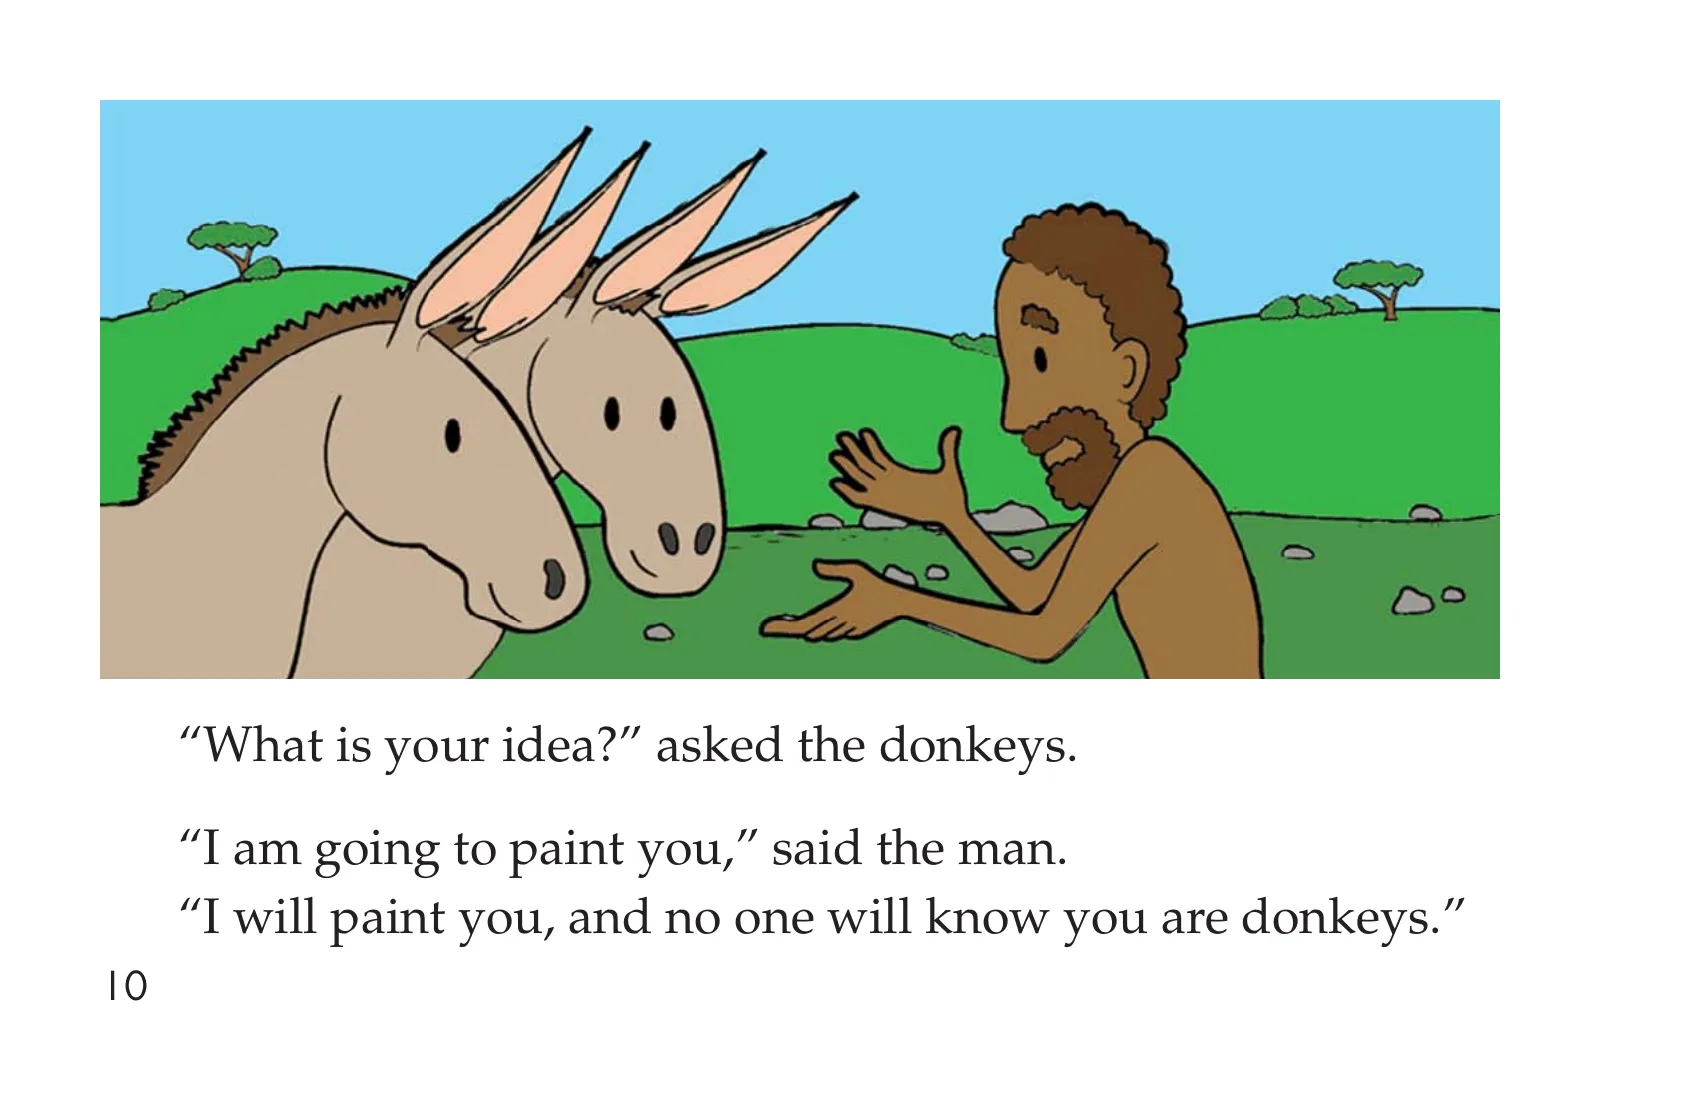 “What is your idea?” asked the donkeys.
“I am going to paint you,” said the man.
“I will paint you, and no one will know you are donkeys.”
10